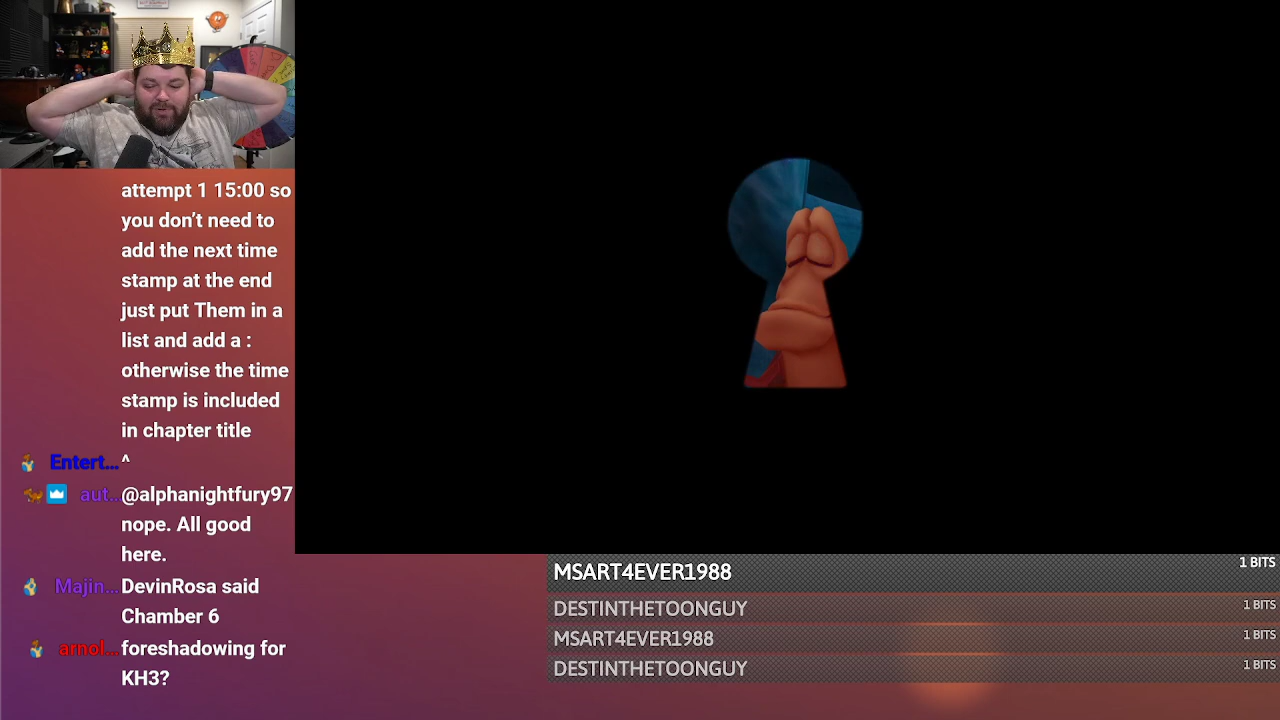 attempt 1 15:00 so
you don't need to
add the next time
stamp at the end
just put Them in a
list and add a :
otherwise the time
stamp is included
in chapter title
Entert... ^
aut... @alphanightfury97
nope. All good
here.
Majin... DevinRosa said
Chamber 6
arnol... foreshadowing for
KH3?
MSART4EVER1988 1 BITS
DESTINTHETOONGUY 1 BITS
MSART4EVER1988 1 BITS
DESTINTHETOONGUY 1 BITS